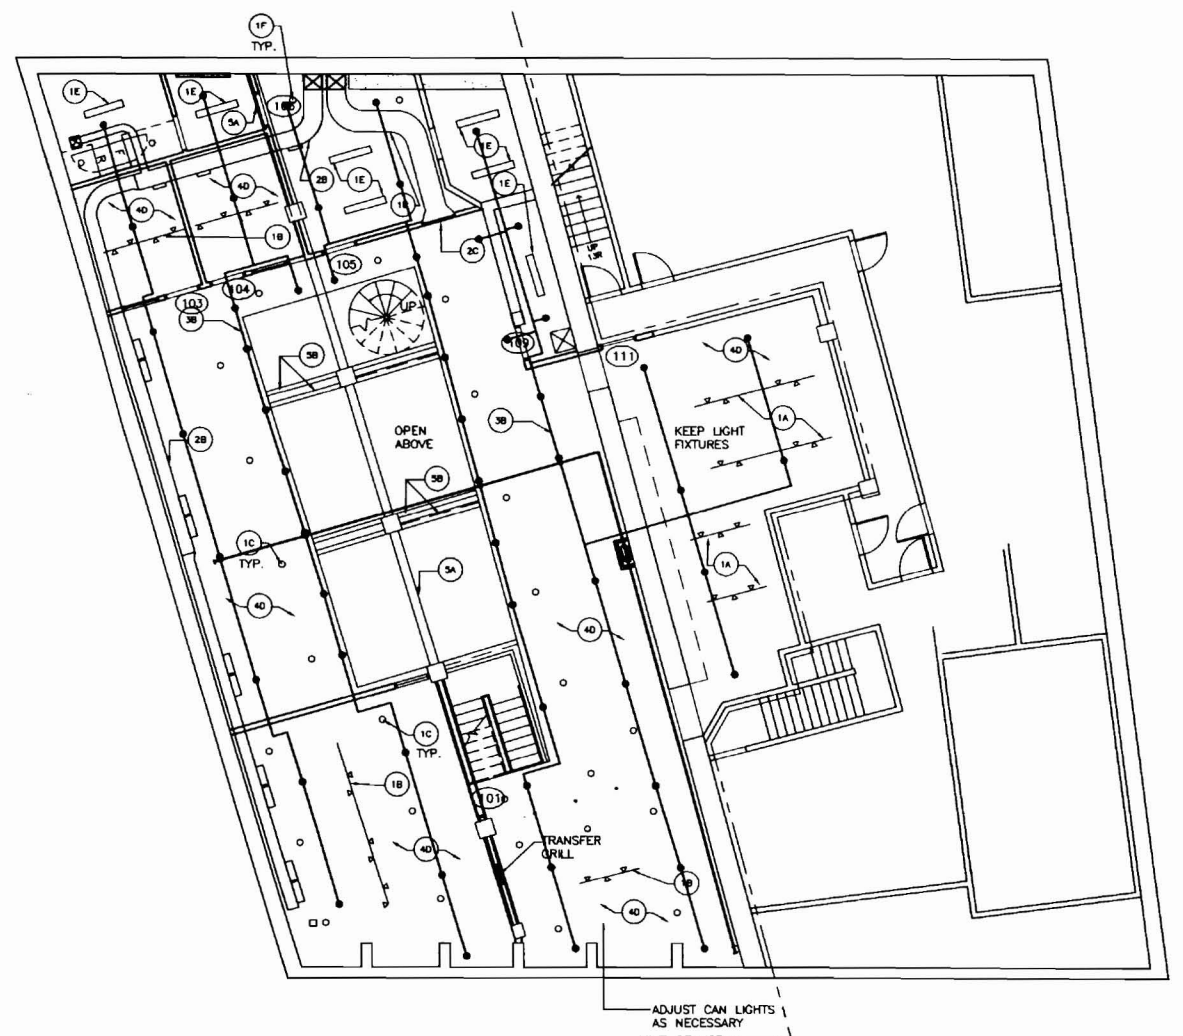 1F
TYP.
1E
1E
5A
1E
1E
1E
2B
4D
4D
1B
2C
105
104
103
3B
UP
UP
13R
109
111
4D
5B
1A
3B
OPEN
ABOVE
KEEP LIGHT
FIXTURES
2B
5B
1C
TYP.
5A
1A
4D
4D
1C
TYP.
1B
101
4D
TRANSFER
GRILL
4D
ADJUST CAN LIGHTS
AS NECESSARY